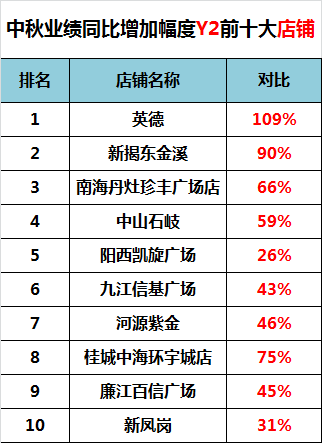 中秋业绩同比增加幅度Y2前十大店铺
排名 店铺名称 对比
1 英德 109%
2 新揭东金溪 90%
3 南海丹灶珍丰广场店 66%
4 中山石岐 59%
5 阳西凯旋广场 26%
6 九江信基广场 43%
7 河源紫金 46%
8 桂城中海环宇城店 75%
9 廉江百信广场 45%
10 新凤岗 31%